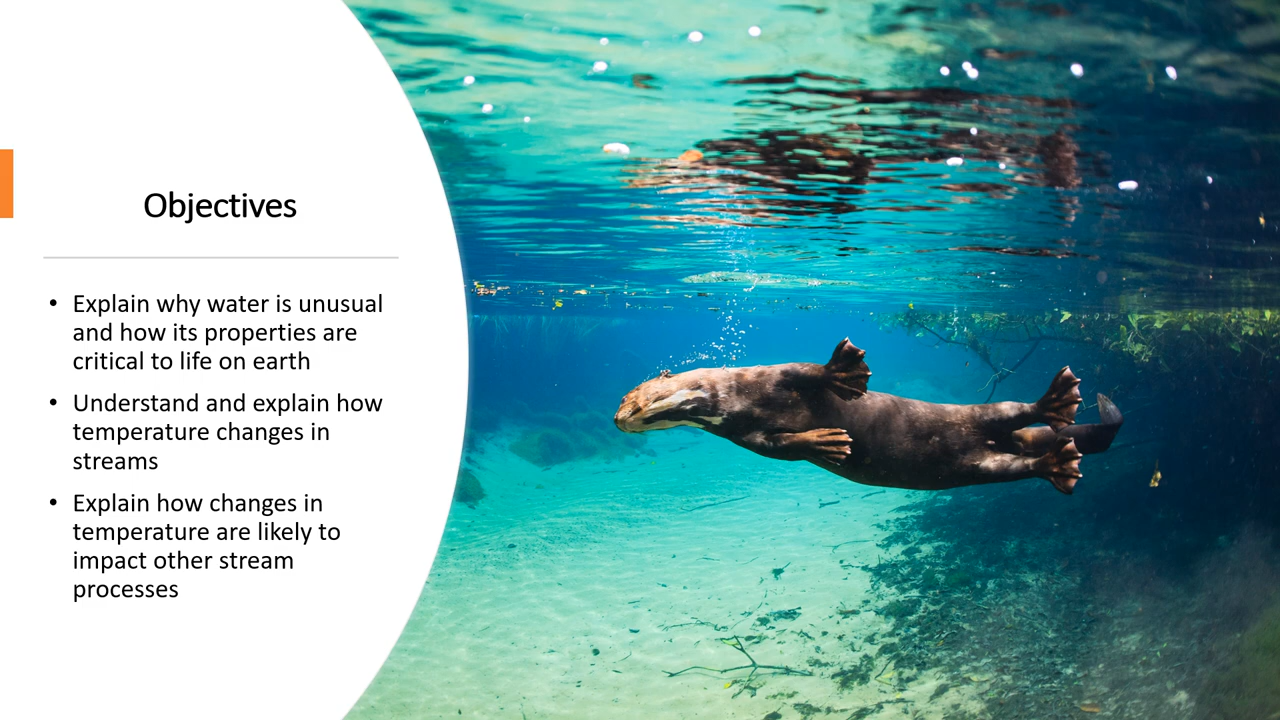 Objectives
• Explain why water is unusual
and how its properties are
critical to life on earth
• Understand and explain how
temperature changes in
streams
• Explain how changes in
temperature are likely to
impact other stream
processes